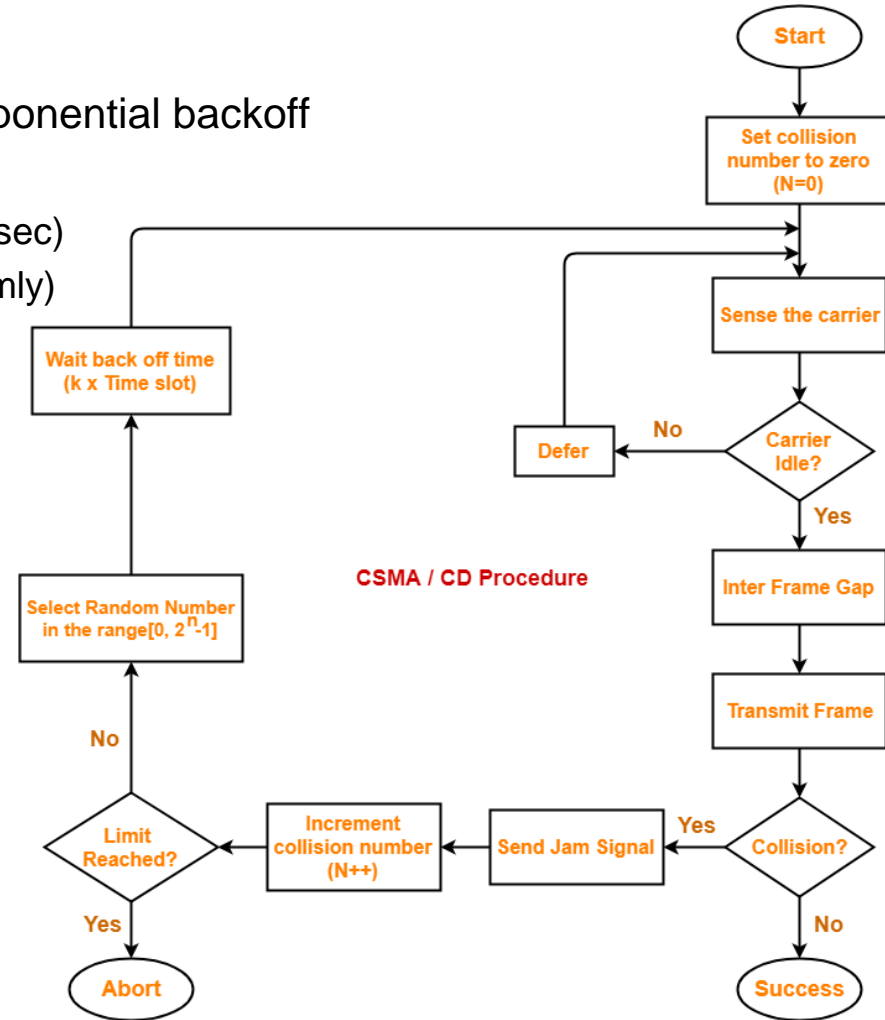 ponential backoff
sec)
mly)
Start
Set collision
number to zero
(N=0)
Sense the carrier
Carrier
Idle?
No
Defer
Yes
Inter Frame Gap
Transmit Frame
Collision?
No
Success
Yes
Send Jam Signal
Increment
collision number
(N++)
Limit
Reached?
Yes
Abort
No
Select Random Number
in the range[0, 2ⁿ-1]
Wait back off time
(k x Time slot)
CSMA / CD Procedure